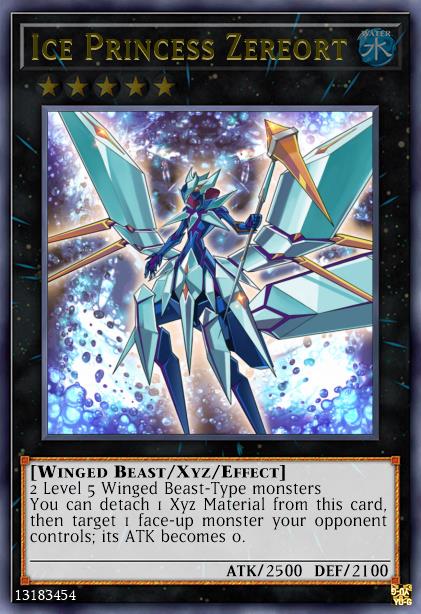 Ice Princess Zereort
WATER
水
[Winged Beast/Xyz/Effect]
2 Level 5 Winged Beast-Type monsters
You can detach 1 Xyz Material from this card,
then target 1 face-up monster your opponent
controls; its ATK becomes 0.
ATK/2500 DEF/2100
13183454